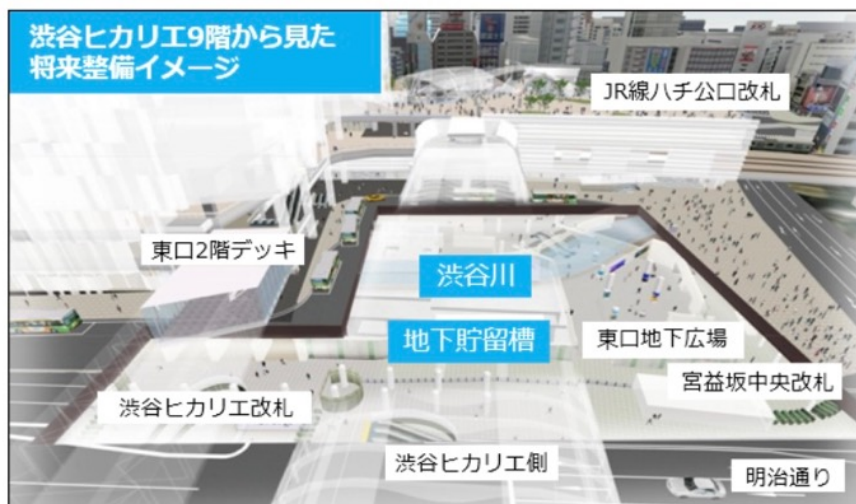 渋谷ヒカリエ9階から見た
将来整備イメージ
JR線ハチ公口改札
東口2階デッキ
渋谷川
地下貯留槽
東口地下広場
宮益坂中央改札
渋谷ヒカリエ改札
渋谷ヒカリエ側
明治通り